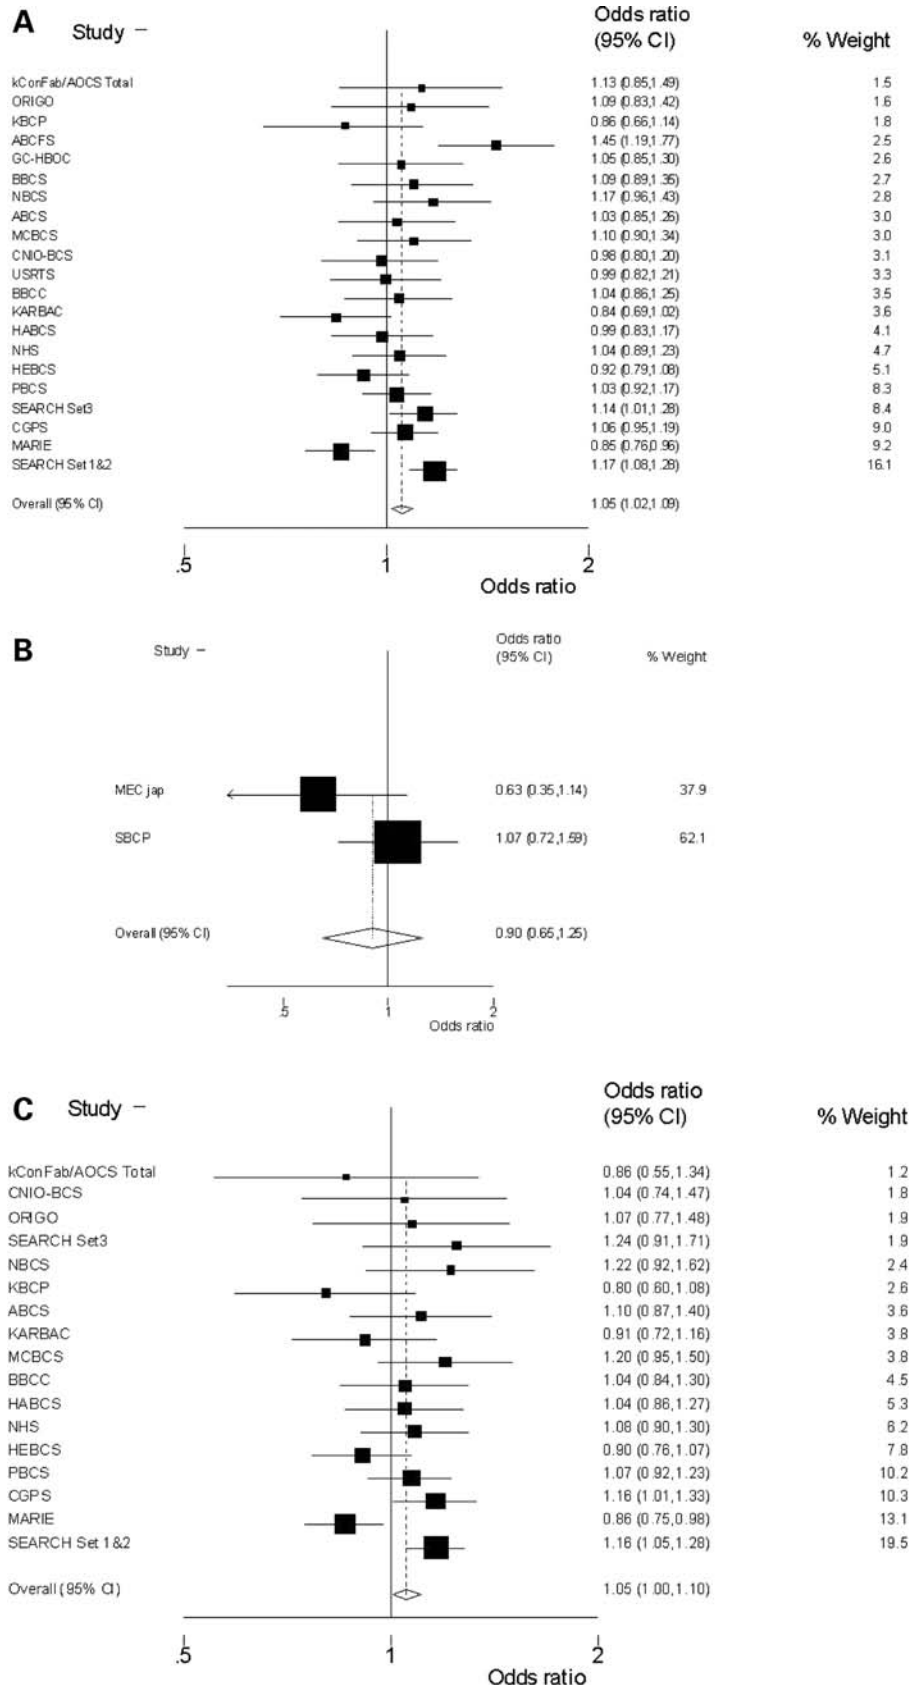 A
Study –
Odds ratio
(95% CI)
% Weight
kConFab/AOCS Total 1.13 (0.85,1.49) 1.5
ORIGO 1.09 (0.83,1.42) 1.6
KBCP 0.86 (0.66,1.14) 1.8
ABCFS 1.45 (1.19,1.77) 2.5
GC-HBOC 1.05 (0.85,1.30) 2.6
BBCS 1.09 (0.89,1.35) 2.7
NBCS 1.17 (0.96,1.43) 2.8
ABCS 1.03 (0.85,1.26) 3.0
MCBCS 1.10 (0.90,1.34) 3.0
CNIO-BCS 0.98 (0.80,1.20) 3.1
USRTS 0.99 (0.82,1.21) 3.3
BBCC 1.04 (0.86,1.25) 3.5
KARBAC 0.84 (0.69,1.02) 3.6
HABCS 0.99 (0.83,1.17) 4.1
NHS 1.04 (0.89,1.23) 4.7
HEBCS 0.92 (0.79,1.08) 5.1
PBCS 1.03 (0.92,1.17) 8.3
SEARCH Set3 1.14 (1.01,1.28) 8.4
CGPS 1.06 (0.95,1.19) 9.0
MARIE 0.85 (0.76,0.96) 9.2
SEARCH Set 1&2 1.17 (1.08,1.28) 16.1
Overall (95% CI) 1.05 (1.02,1.09)
.5 1 2
Odds ratio
B
Study –
Odds ratio
(95% CI)
% Weight
MEC jap 0.63 (0.35,1.14) 37.9
SBCP 1.07 (0.72,1.59) 62.1
Overall (95% CI) 0.90 (0.65,1.25)
.5 1 2
Odds ratio
C
Study –
Odds ratio
(95% CI)
% Weight
kConFab/AOCS Total 0.86 (0.55,1.34) 1.2
CNIO-BCS 1.04 (0.74,1.47) 1.8
ORIGO 1.07 (0.77,1.48) 1.9
SEARCH Set3 1.24 (0.91,1.71) 1.9
NBCS 1.22 (0.92,1.62) 2.4
KBCP 0.80 (0.60,1.08) 2.6
ABCS 1.10 (0.87,1.40) 3.6
KARBAC 0.91 (0.72,1.16) 3.8
MCBCS 1.20 (0.95,1.50) 3.8
BBCC 1.04 (0.84,1.30) 4.5
HABCS 1.04 (0.86,1.27) 5.3
NHS 1.08 (0.90,1.30) 6.2
HEBCS 0.90 (0.76,1.07) 7.8
PBCS 1.07 (0.92,1.23) 10.2
CGPS 1.16 (1.01,1.33) 10.3
MARIE 0.86 (0.75,0.98) 13.1
SEARCH Set 1&2 1.16 (1.05,1.28) 19.5
Overall (95% CI) 1.05 (1.00,1.10)
.5 1 2
Odds ratio